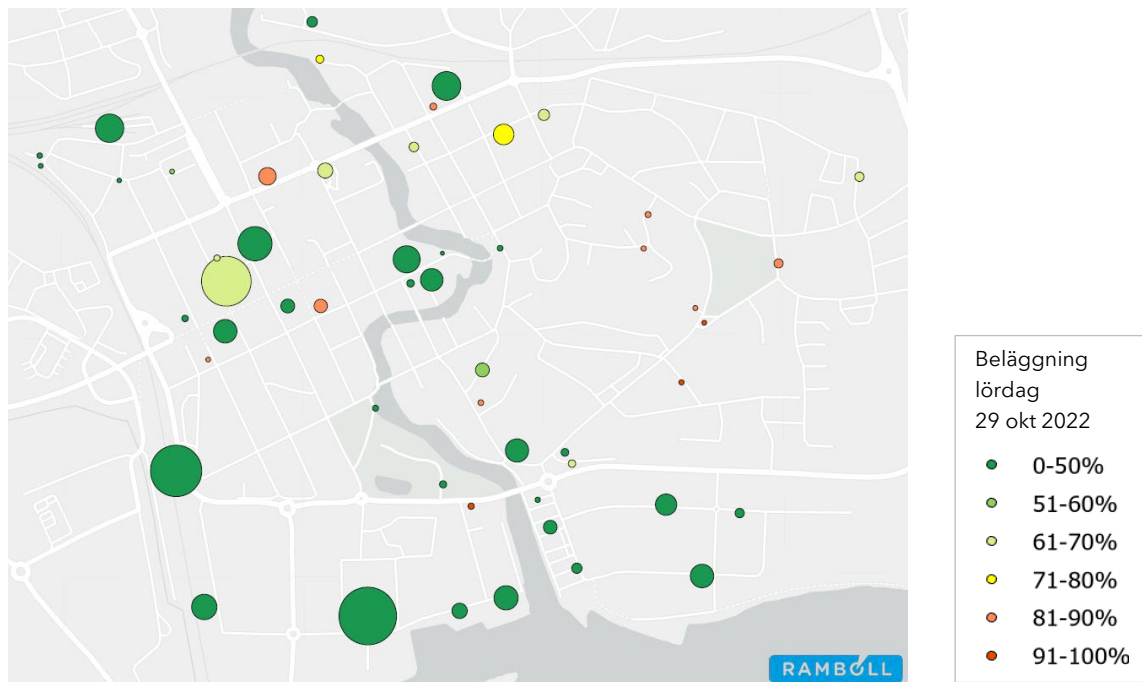 Beläggning
lördag
29 okt 2022
0-50%
51-60%
61-70%
71-80%
81-90%
91-100%
RAMBOLL